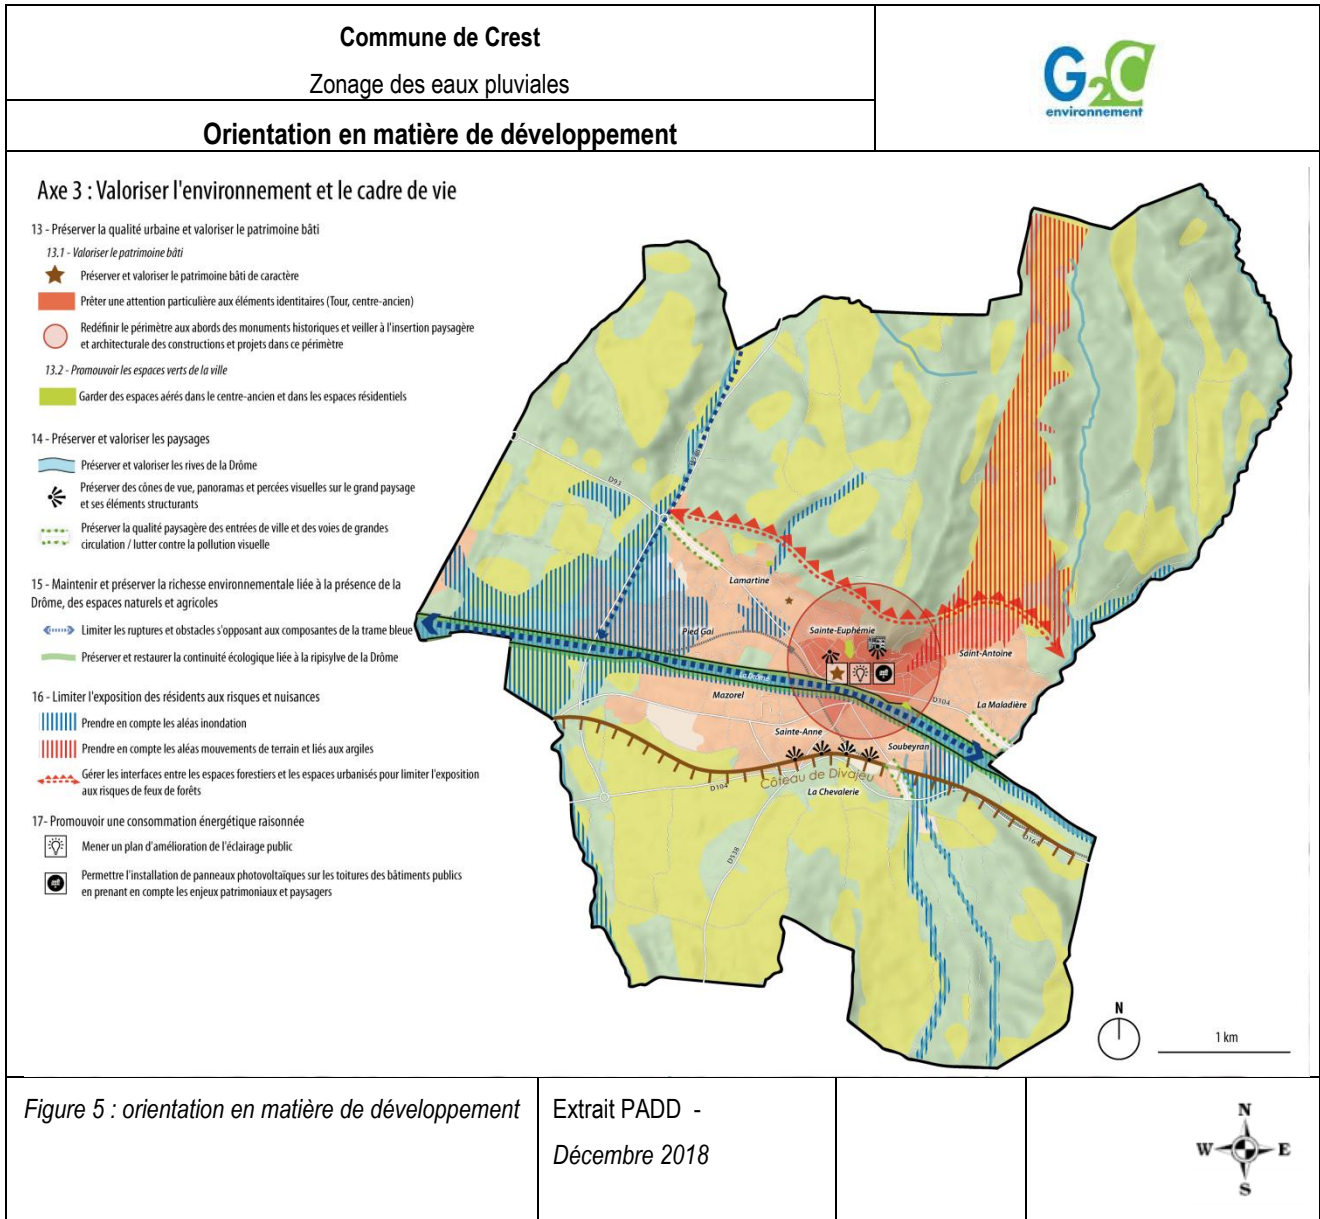 Commune de Crest
Zonage des eaux pluviales
Orientation en matière de développement
G2C
environnement
Axe 3 : Valoriser l'environnement et le cadre de vie
13 - Préserver la qualité urbaine et valoriser le patrimoine bâti
13.1 - Valoriser le patrimoine bâti
Préserver et valoriser le patrimoine bâti de caractère
Prêter une attention particulière aux éléments identitaires (Tour, centre-ancien)
Redéfinir le périmètre aux abords des monuments historiques et veiller à l'insertion paysagère
et architecturale des constructions et projets dans ce périmètre
13.2 - Promouvoir les espaces verts de la ville
Garder des espaces aérés dans le centre-ancien et dans les espaces résidentiels
14 - Préserver et valoriser les paysages
Préserver et valoriser les rives de la Drôme
Préserver des cônes de vue, panoramas et percées visuelles sur le grand paysage
et ses éléments structurants
Préserver la qualité paysagère des entrées de ville et des voies de grandes
circulation / lutter contre la pollution visuelle
15 - Maintenir et préserver la richesse environnementale liée à la présence de la
Drôme, des espaces naturels et agricoles
Limiter les ruptures et obstacles s'opposant aux composantes de la trame bleue
Préserver et restaurer la continuité écologique liée à la ripisylve de la Drôme
16 - Limiter l'exposition des résidents aux risques et nuisances
Prendre en compte les aléas inondation
Prendre en compte les aléas mouvements de terrain et liés aux argiles
Gérer les interfaces entre les espaces forestiers et les espaces urbanisés pour limiter l'exposition
aux risques de feux de forêts
17- Promouvoir une consommation énergétique raisonnée
Mener un plan d'amélioration de l'éclairage public
Permettre l'installation de panneaux photovoltaïques sur les toitures des bâtiments publics
en prenant en compte les enjeux patrimoniaux et paysagers
D93
Lamartine
Pied Gai
Sainte-Euphémie
Saint-Antoine
La Drôme
Mazorel
D104
La Maladière
Sainte-Anne
Soubeyran
Côteau de Divajeu
D104
La Chevalerie
D538
D164
N
1 km
Figure 5 : orientation en matière de développement
Extrait PADD -
Décembre 2018
N
W
E
S